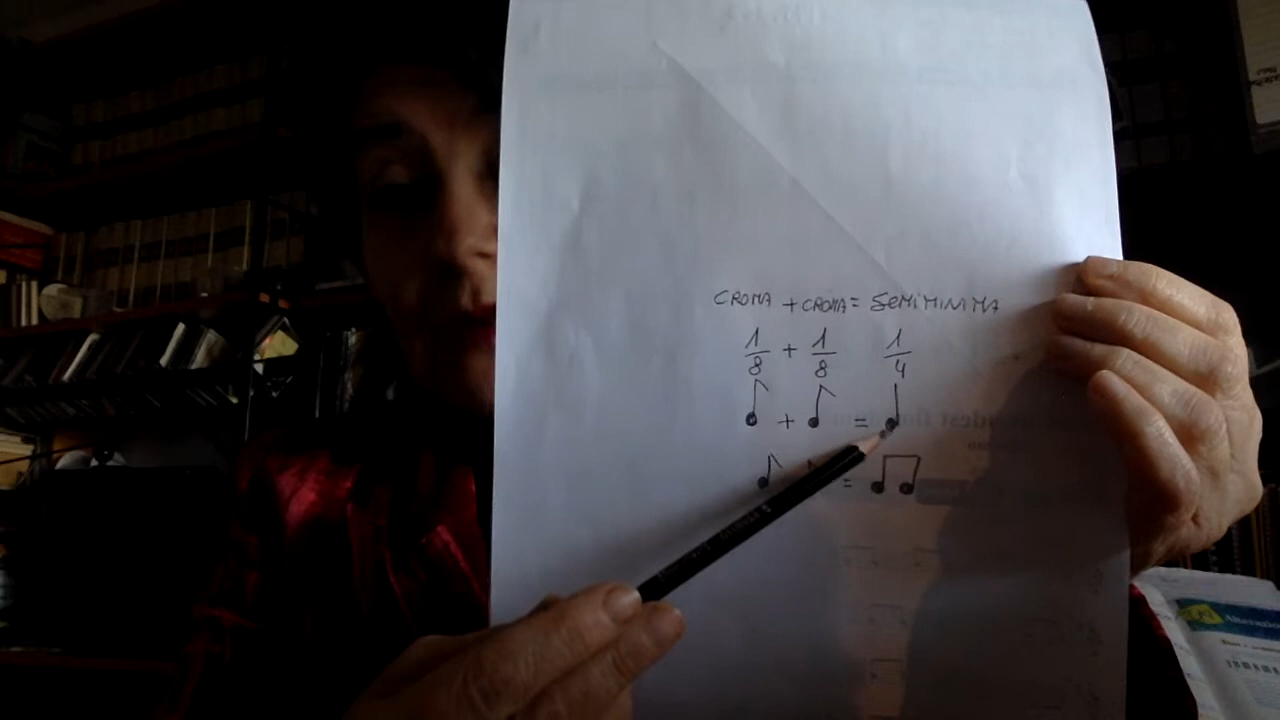 CROMA + CROMA = SEMIMINIMA
1/8 + 1/8 1/4
♪ + ♪ = ♩
♪ = ♫